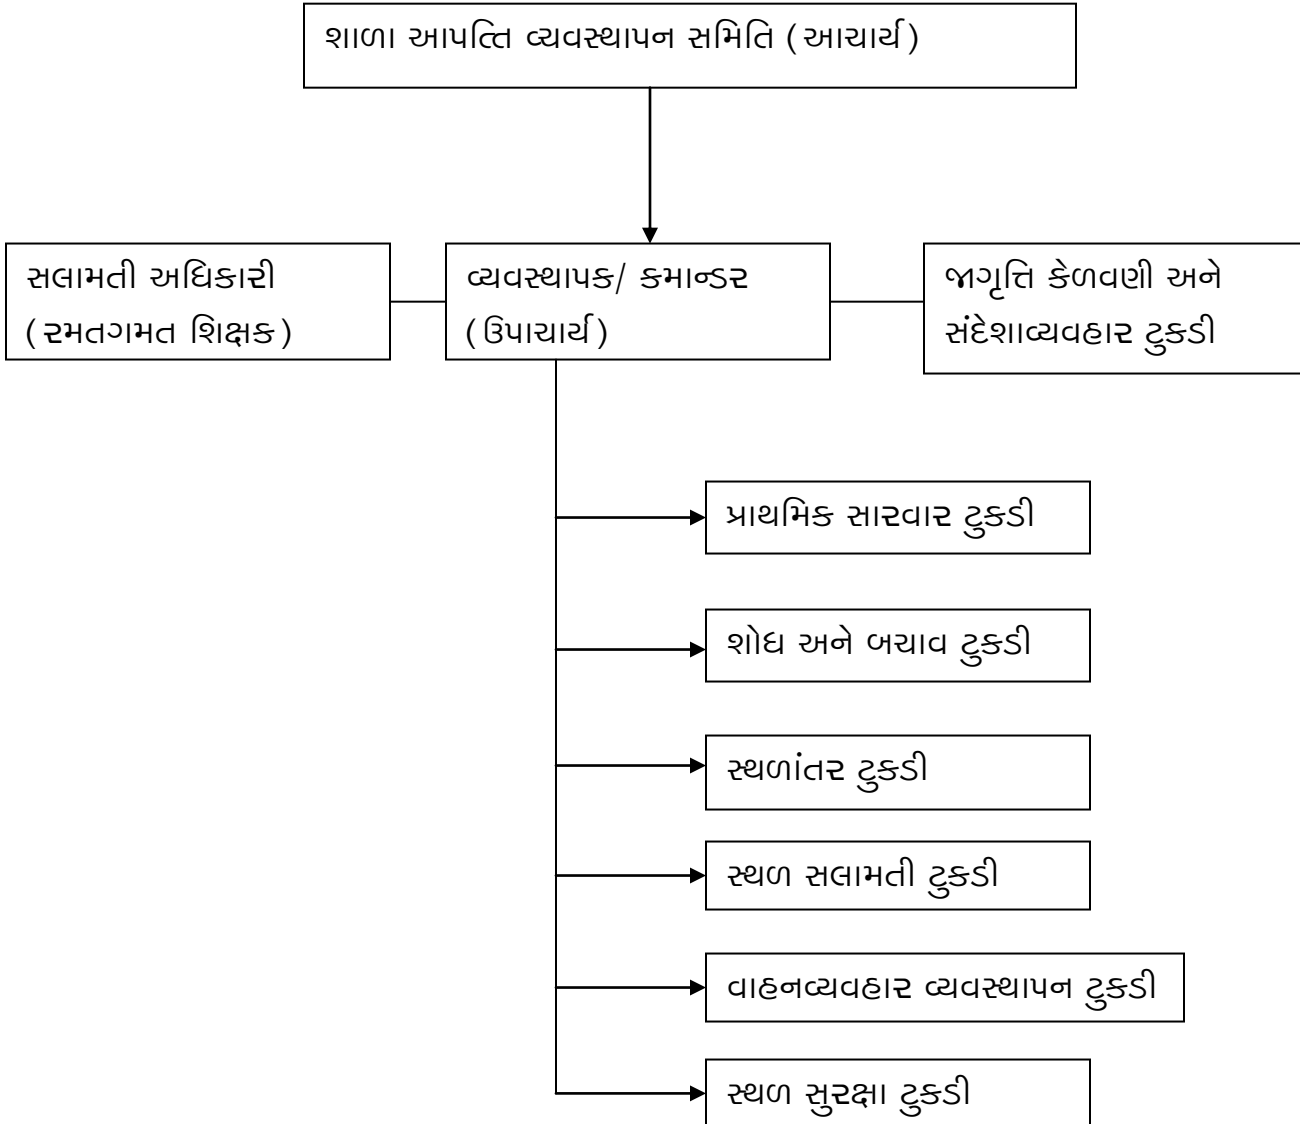 શાળા આપત્તિ વ્યવસ્થાપન સમિતિ (આચાર્ય)
સલામતી અધિકારી
(રમતગમત શિક્ષક)
વ્યવસ્થાપક/ કમાન્ડર
(ઉપાચાર્ય)
જાગૃત્તિ કેળવણી અને
સંદેશાવ્યવહાર ટુકડી
પ્રાથમિક સારવાર ટુકડી
શોધ અને બચાવ ટુકડી
સ્થળાંતર ટુકડી
સ્થળ સલામતી ટુકડી
વાહનવ્યવહાર વ્યવસ્થાપન ટુકડી
સ્થળ સુરક્ષા ટુકડી